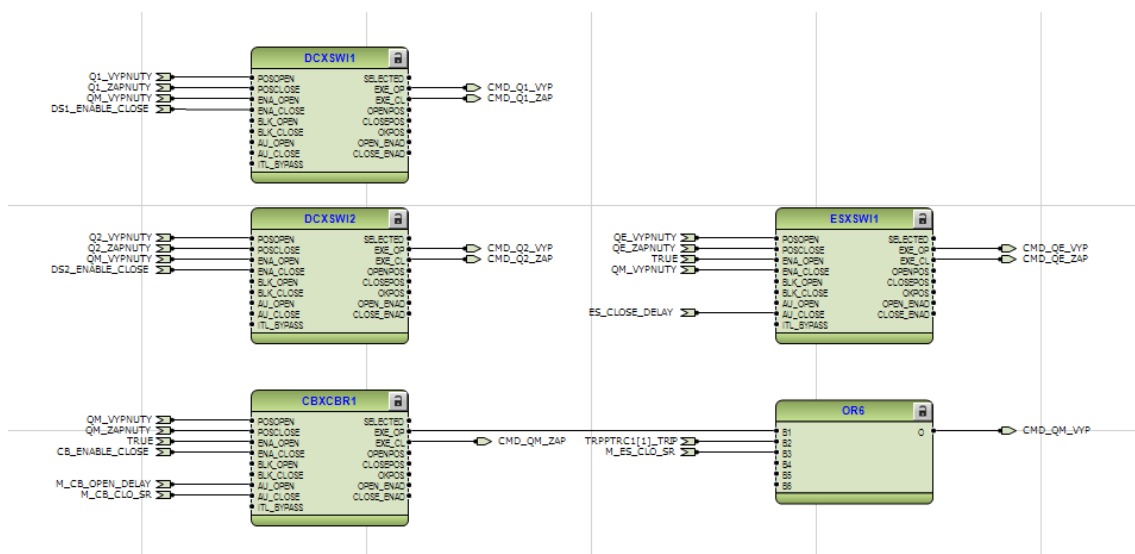 DCXSWI1
Q1_VYPNUTY POSOPEN SELECTED
Q1_ZAPNUTY POSCLOSE EXE_OP CMD_Q1_VYP
QM_VYPNUTY ENA_OPEN EXE_CL CMD_Q1_ZAP
DS1_ENABLE_CLOSE ENA_CLOSE OPENPOS
BLK_OPEN CLOSEPOS
BLK_CLOSE OKPOS
AU_OPEN OPEN_ENAD
AU_CLOSE CLOSE_ENAD
ITL_BYPASS
DCXSWI2
Q2_VYPNUTY POSOPEN SELECTED
Q2_ZAPNUTY POSCLOSE EXE_OP CMD_Q2_VYP
QM_VYPNUTY ENA_OPEN EXE_CL CMD_Q2_ZAP
DS2_ENABLE_CLOSE ENA_CLOSE OPENPOS
BLK_OPEN CLOSEPOS
BLK_CLOSE OKPOS
AU_OPEN OPEN_ENAD
AU_CLOSE CLOSE_ENAD
ITL_BYPASS
ESXSWI1
QE_VYPNUTY POSOPEN SELECTED
QE_ZAPNUTY POSCLOSE EXE_OP CMD_QE_VYP
TRUE ENA_OPEN EXE_CL CMD_QE_ZAP
QM_VYPNUTY ENA_CLOSE OPENPOS
BLK_OPEN CLOSEPOS
BLK_CLOSE OKPOS
AU_OPEN OPEN_ENAD
ES_CLOSE_DELAY AU_CLOSE CLOSE_ENAD
ITL_BYPASS
CBXCBR1
QM_VYPNUTY POSOPEN SELECTED
QM_ZAPNUTY POSCLOSE EXE_OP
TRUE ENA_OPEN EXE_CL CMD_QM_ZAP
CB_ENABLE_CLOSE ENA_CLOSE OPENPOS
BLK_OPEN CLOSEPOS
BLK_CLOSE OKPOS
M_CB_OPEN_DELAY AU_OPEN OPEN_ENAD
M_CB_CLO_SR AU_CLOSE CLOSE_ENAD
ITL_BYPASS
OR6
B1 O CMD_QM_VYP
TRPPTRC1[1]_TRIP B2
M_ES_CLO_SR B3
B4
B5
B6